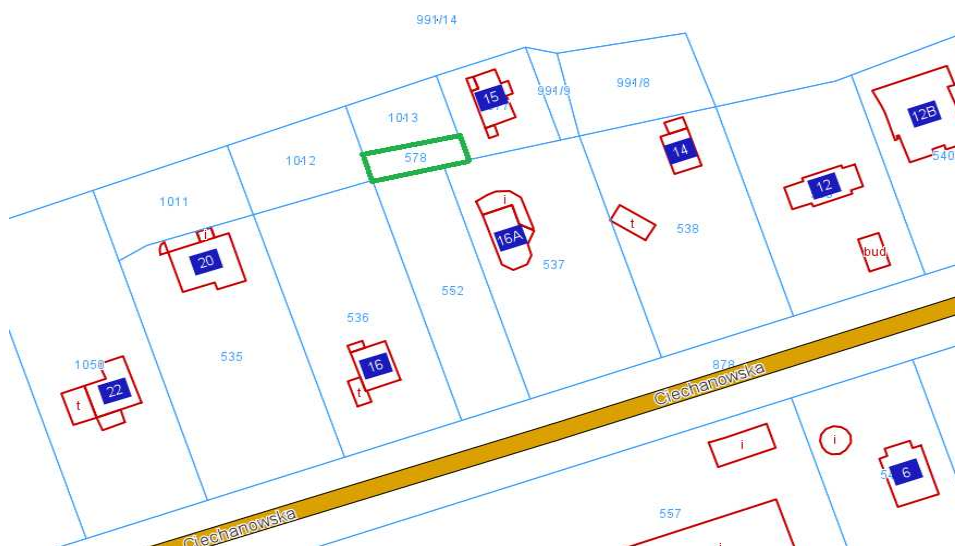 991/14
15
991/9
994/8
1013
12B
578
14
540
1012
12
1011
i
t
538
i
16A
bud
20
537
552
536
535
878
1050
16
Ciechanowska
22
t
t
i
i
6
557
Ciechanowska
i